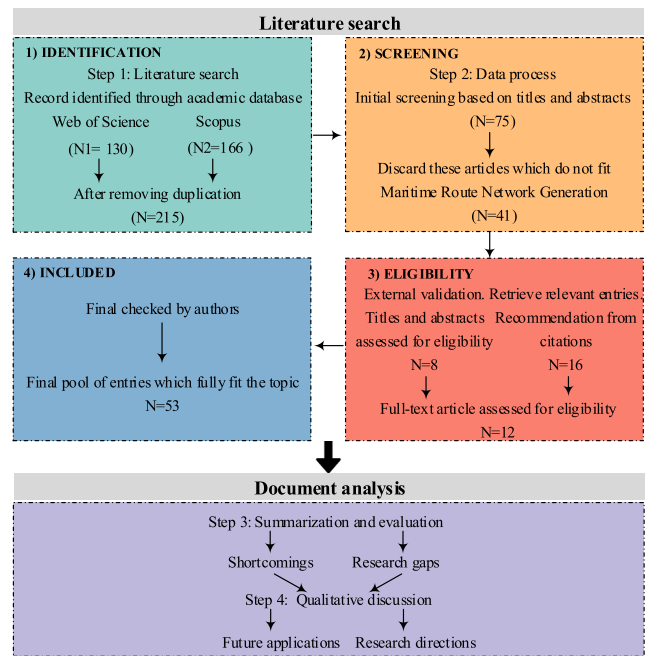 Literature search
1) IDENTIFICATION
Step 1: Literature search
Record identified through academic database
Web of Science
Scopus
(N1= 130)
(N2=166 )
After removing duplication
(N=215)
2) SCREENING
Step 2: Data process
Initial screening based on titles and abstracts
(N=75)
Discard these articles which do not fit
Maritime Route Network Generation
(N=41)
3) ELIGIBILITY
External validation.
Titles and abstracts
assessed for eligibility
N=8
Retrieve relevant entries.
Recommendation from
citations
N=16
Full-text article assessed for eligibility
N=12
4) INCLUDED
Final checked by authors
Final pool of entries which fully fit the topic
N=53
Document analysis
Step 3: Summarization and evaluation
Shortcomings
Research gaps
Step 4: Qualitative discussion
Future applications
Research directions